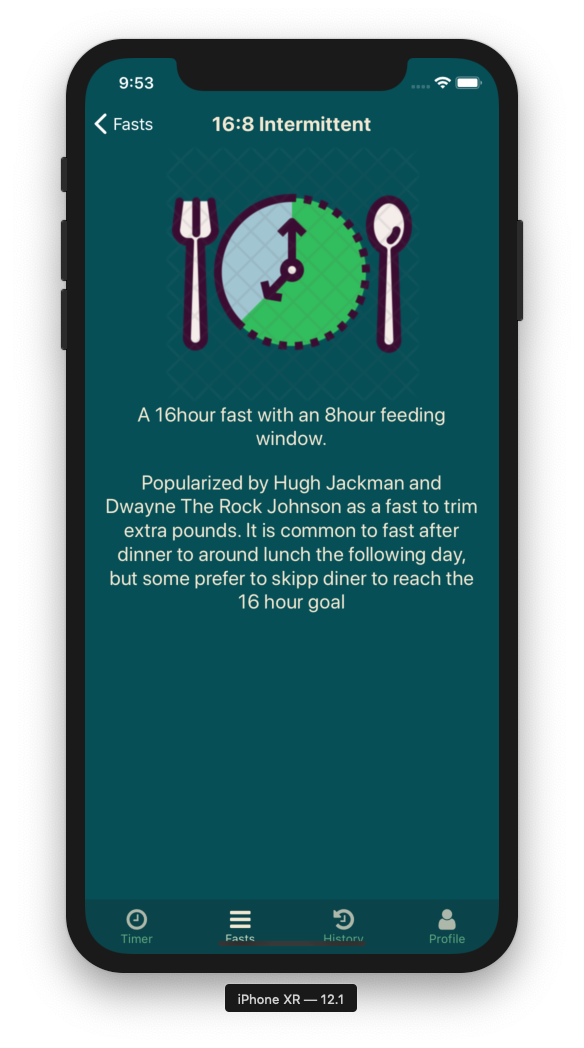 9:53
Fasts
16:8 Intermittent
A 16hour fast with an 8hour feeding
window.
Popularized by Hugh Jackman and
Dwayne The Rock Johnson as a fast to trim
extra pounds. It is common to fast after
dinner to around lunch the following day,
but some prefer to skipp diner to reach the
16 hour goal
Timer
Fasts
History
Profile
iPhone XR — 12.1